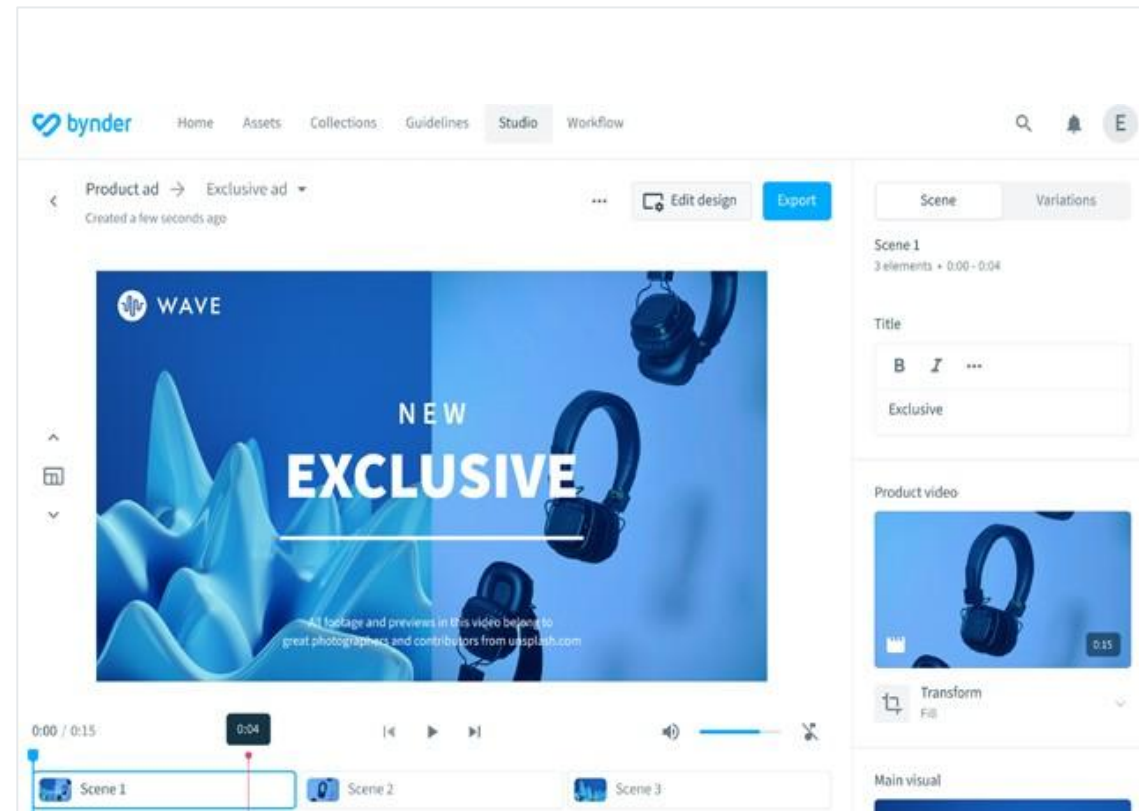 bynder Home Assets Collections Guidelines Studio Workflow E
Product ad → Exclusive ad
Created a few seconds ago
Edit design Export
WAVE
NEW
EXCLUSIVE
All footage and previews in this video belong to
great photographers and contributors from unsplash.com
0:00 / 0:15
0:04
Scene 1 Scene 2 Scene 3
Scene Variations
Scene 1
3 elements • 0:00 - 0:04
Title
B I
Exclusive
Product video
0:15
Transform
Fill
Main visual